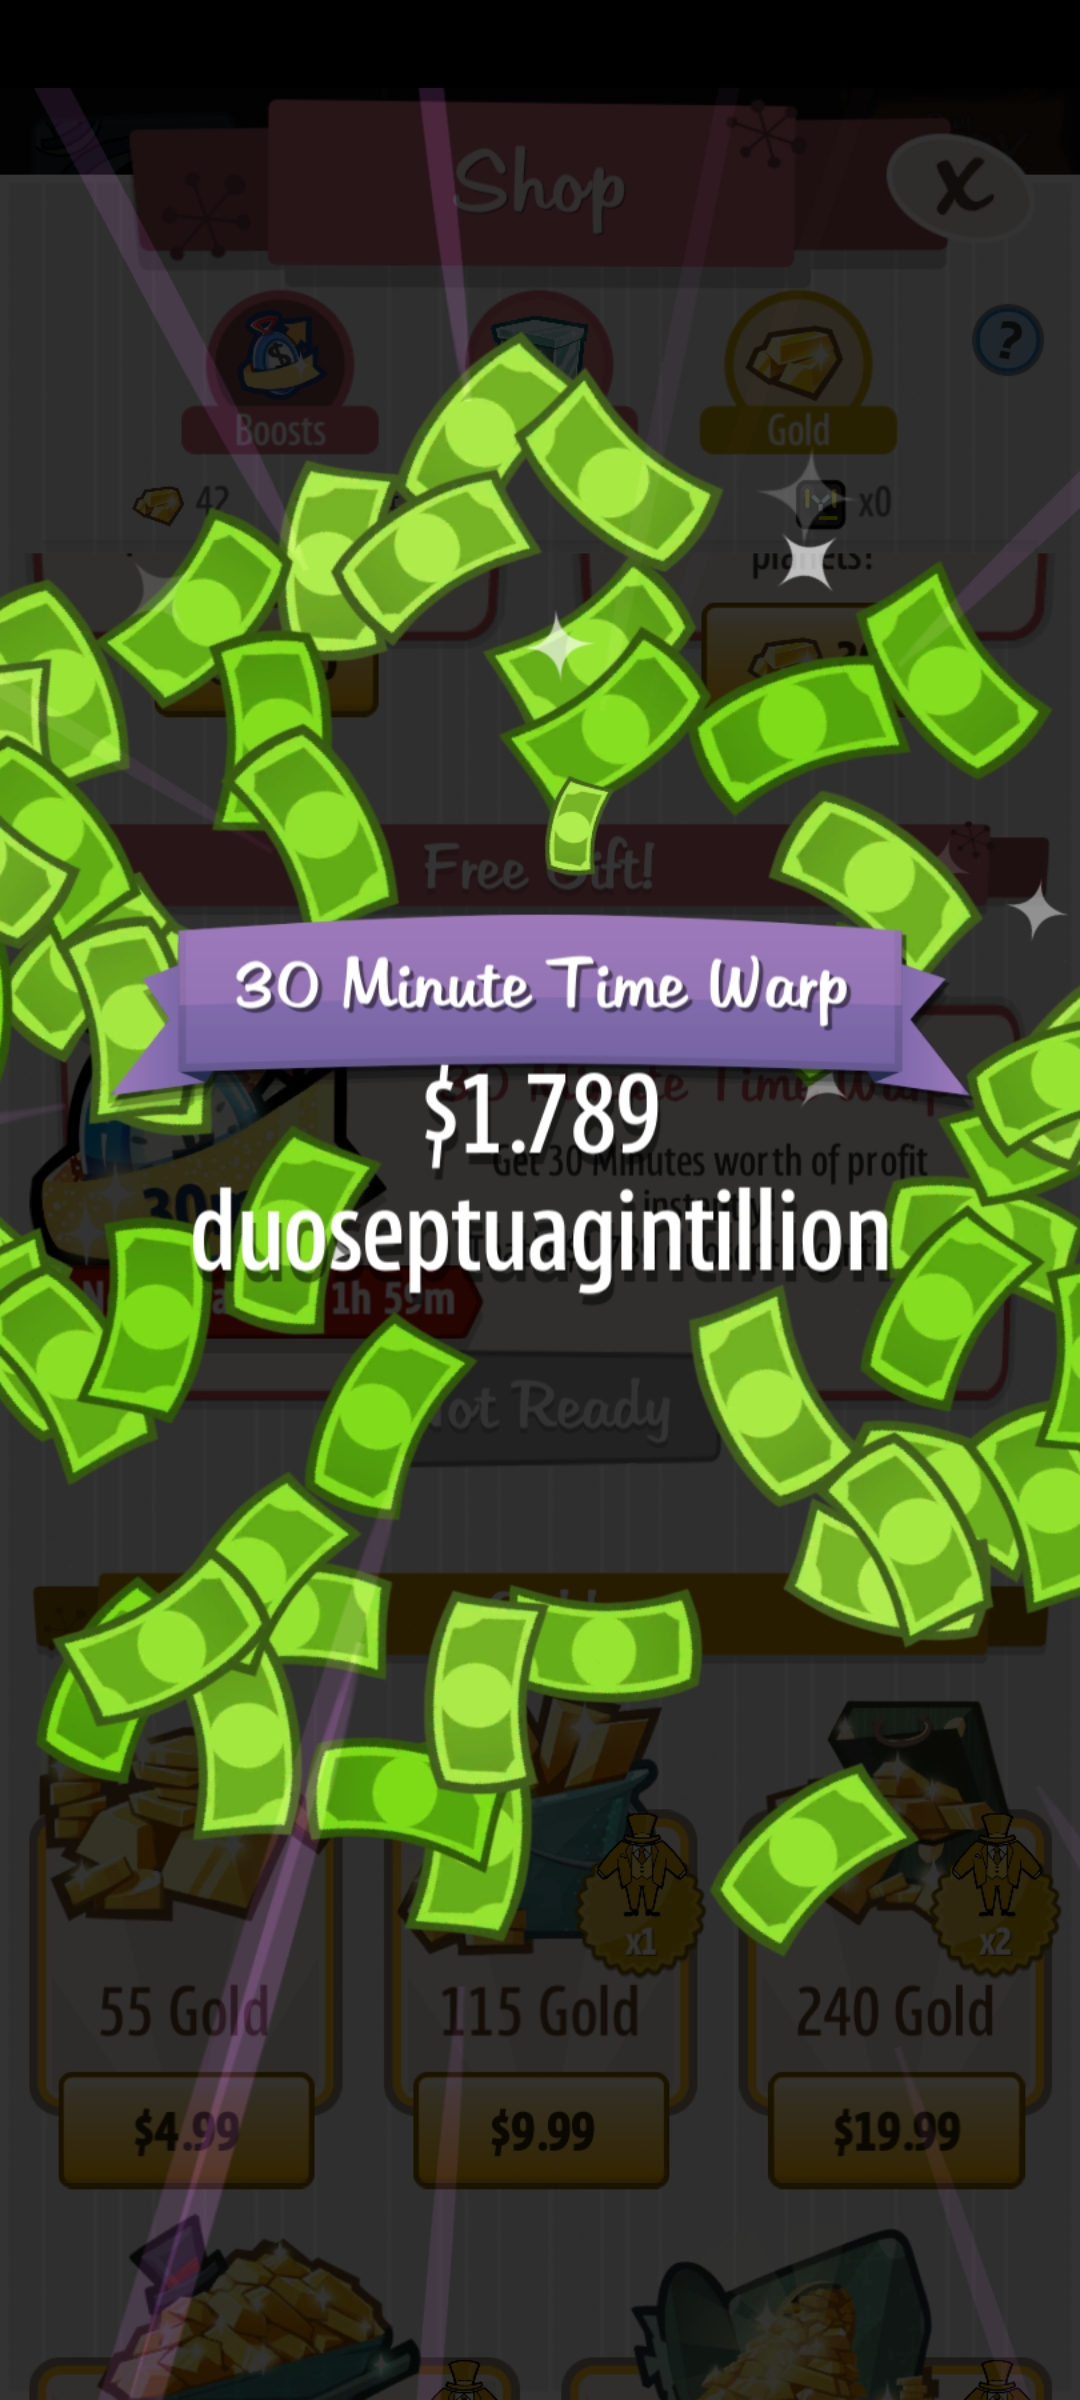 Shop
X
?
Boosts
Gold
42
x0
planets!
Free Gift!
30 Minute Time Warp
$1.789
duoseptuagintillion
Get 30 Minutes worth of profit
1h 59m
Not Ready
x1
x2
55 Gold
115 Gold
240 Gold
$4.99
$9.99
$19.99